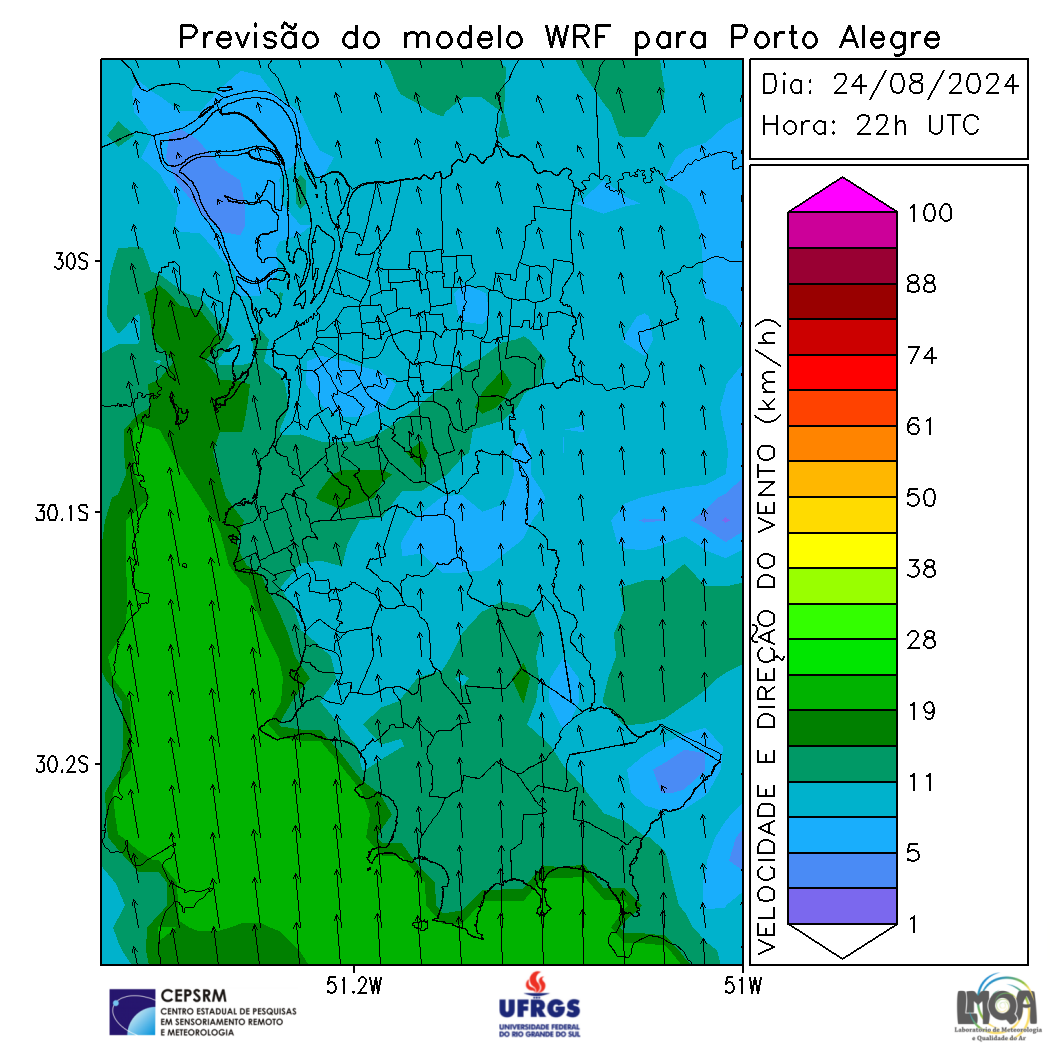 Previsão do modelo WRF para Porto Alegre
Dia: 24/08/2024
Hora: 22h UTC
30S
30.1S
30.2S
51.2W
51W
VELOCIDADE E DIREÇÃO DO VENTO (km/h)
100
88
74
61
50
38
28
19
11
5
1
CEPSRM
CENTRO ESTADUAL DE PESQUISAS
EM SENSORIAMENTO REMOTO
E METEOROLOGIA
UFRGS
UNIVERSIDADE FEDERAL
DO RIO GRANDE DO SUL
LMQA
Laboratório de Meteorologia
e Qualidade do Ar